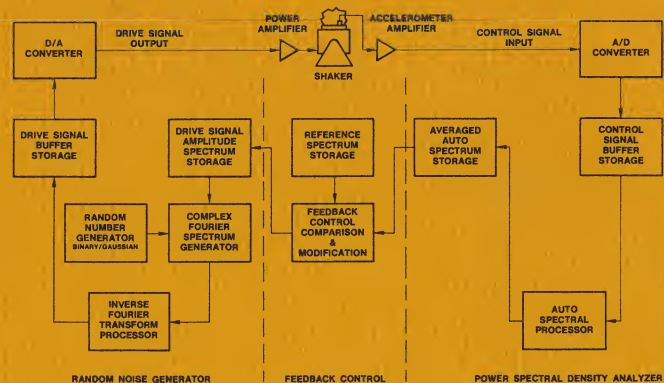 POWER
AMPLIFIER
ACCELEROMETER
AMPLIFIER
D/A
CONVERTER
DRIVE SIGNAL
OUTPUT
SHAKER
CONTROL SIGNAL
INPUT
A/D
CONVERTER
DRIVE SIGNAL
BUFFER
STORAGE
DRIVE SIGNAL
AMPLITUDE
SPECTRUM
STORAGE
REFERENCE
SPECTRUM
STORAGE
AVERAGED
AUTO
SPECTRUM
STORAGE
CONTROL
SIGNAL
BUFFER
STORAGE
RANDOM
NUMBER
GENERATOR
BINARY/GAUSSIAN
COMPLEX
FOURIER
SPECTRUM
GENERATOR
FEEDBACK
CONTROL
COMPARISON
&
MODIFICATION
INVERSE
FOURIER
TRANSFORM
PROCESSOR
AUTO
SPECTRAL
PROCESSOR
RANDOM NOISE GENERATOR
FEEDBACK CONTROL
POWER SPECTRAL DENSITY ANALYZER